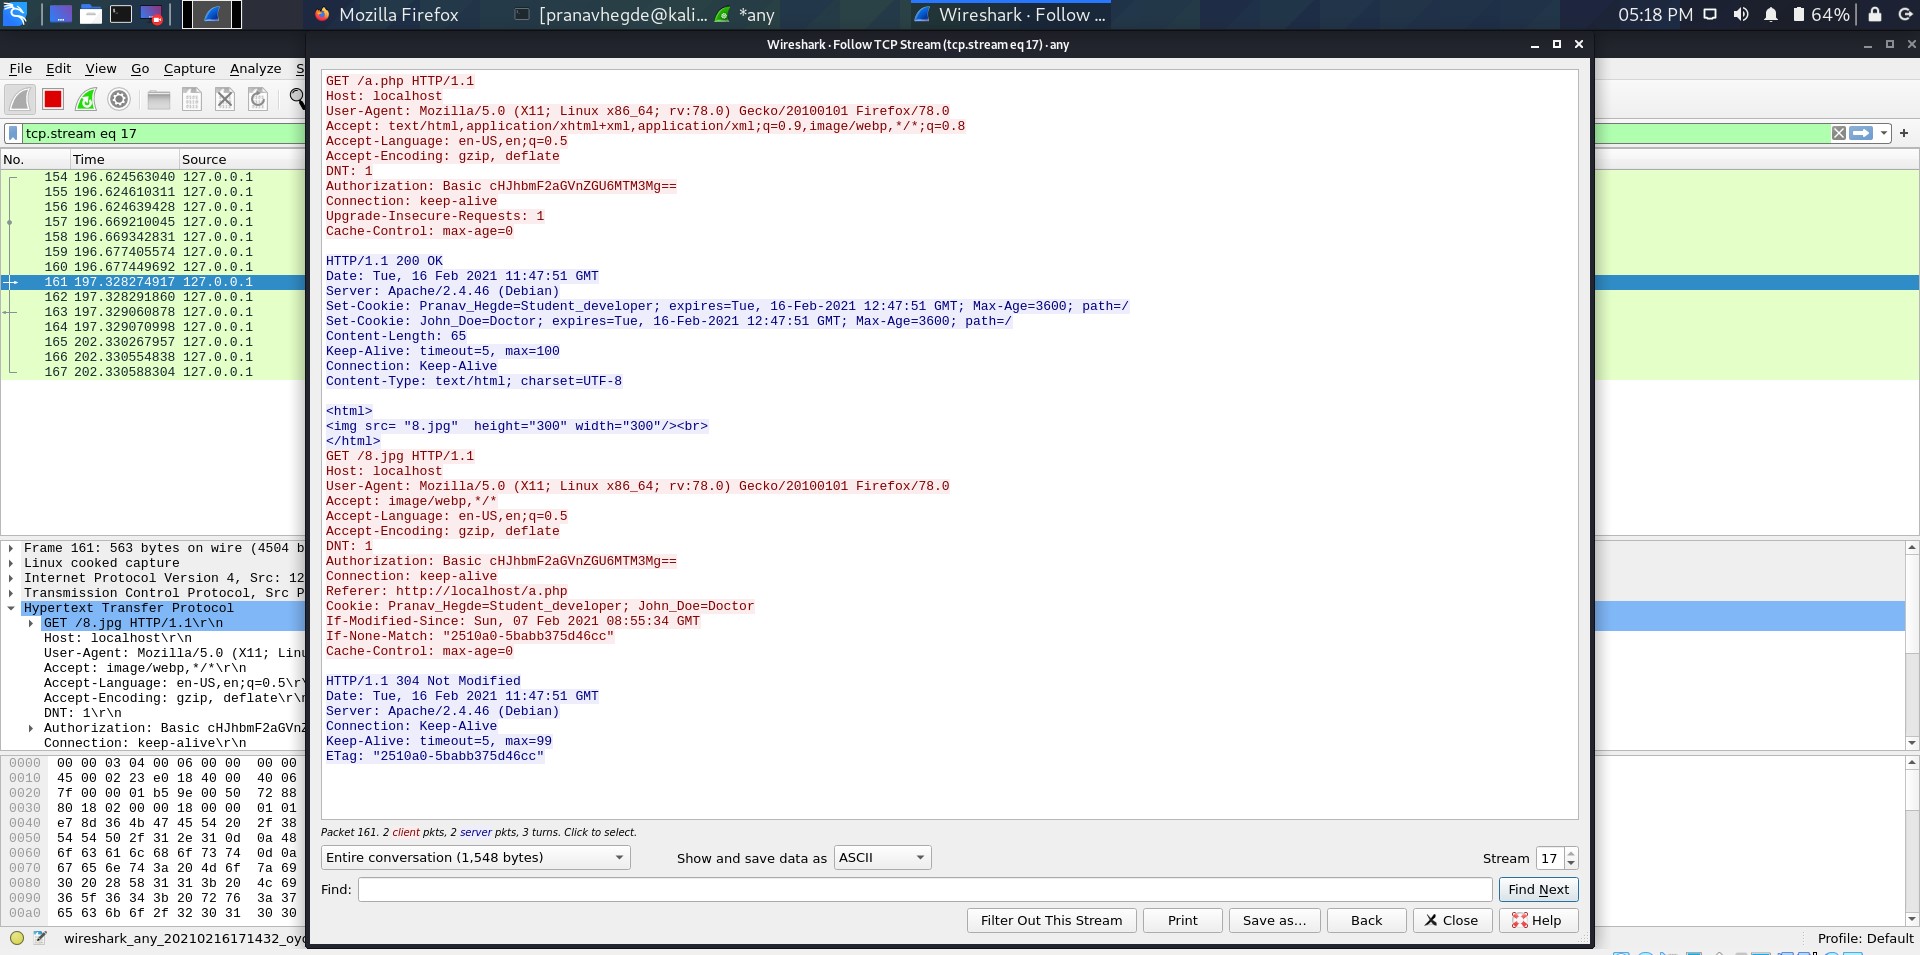 Mozilla Firefox
[pranavhegde@kali...
*any
Wireshark · Follow ...
05:18 PM
64%
Wireshark · Follow TCP Stream (tcp.stream eq 17) · any
File Edit View Go Capture Analyze S
tcp.stream eq 17
No. Time Source
154 196.624563040 127.0.0.1
155 196.624610311 127.0.0.1
156 196.624639428 127.0.0.1
157 196.669210045 127.0.0.1
158 196.669342831 127.0.0.1
159 196.677405574 127.0.0.1
160 196.677449692 127.0.0.1
161 197.328274917 127.0.0.1
162 197.328291860 127.0.0.1
163 197.329060878 127.0.0.1
164 197.329070998 127.0.0.1
165 202.330267957 127.0.0.1
166 202.330554838 127.0.0.1
167 202.330588304 127.0.0.1
Frame 161: 563 bytes on wire (4504 b
Linux cooked capture
Internet Protocol Version 4, Src: 12
Transmission Control Protocol, Src P
Hypertext Transfer Protocol
GET /8.jpg HTTP/1.1\r\n
Host: localhost\r\n
User-Agent: Mozilla/5.0 (X11; Linu
Accept: image/webp,*/*\r\n
Accept-Language: en-US,en;q=0.5\r\
Accept-Encoding: gzip, deflate\r\n
DNT: 1\r\n
Authorization: Basic cHJhbmF2aGVnZ
Connection: keep-alive\r\n
0000 00 00 03 04 00 06 00 00 00 00
0010 45 00 02 23 e0 18 40 00 40 06
0020 7f 00 00 01 b5 9e 00 50 72 88
0030 80 18 02 00 00 18 00 00 01 01
0040 e7 8d 36 4b 47 45 54 20 2f 38
0050 54 54 50 2f 31 2e 31 0d 0a 48
0060 6f 63 61 6c 68 6f 73 74 0d 0a
0070 67 65 6e 74 3a 20 4d 6f 7a 69
0080 30 20 28 58 31 31 3b 20 4c 69
0090 36 5f 36 34 3b 20 72 76 3a 37
00a0 65 63 6b 6f 2f 32 30 31 30 30
wireshark_any_20210216171432_oyc
GET /a.php HTTP/1.1
Host: localhost
User-Agent: Mozilla/5.0 (X11; Linux x86_64; rv:78.0) Gecko/20100101 Firefox/78.0
Accept: text/html,application/xhtml+xml,application/xml;q=0.9,image/webp,*/*;q=0.8
Accept-Language: en-US,en;q=0.5
Accept-Encoding: gzip, deflate
DNT: 1
Authorization: Basic cHJhbmF2aGVnZGU6MTM3Mg==
Connection: keep-alive
Upgrade-Insecure-Requests: 1
Cache-Control: max-age=0
HTTP/1.1 200 OK
Date: Tue, 16 Feb 2021 11:47:51 GMT
Server: Apache/2.4.46 (Debian)
Set-Cookie: Pranav_Hegde=Student_developer; expires=Tue, 16-Feb-2021 12:47:51 GMT; Max-Age=3600; path=/
Set-Cookie: John_Doe=Doctor; expires=Tue, 16-Feb-2021 12:47:51 GMT; Max-Age=3600; path=/
Content-Length: 65
Keep-Alive: timeout=5, max=100
Connection: Keep-Alive
Content-Type: text/html; charset=UTF-8
<html>
<img src= "8.jpg"  height="300" width="300"/><br>
</html>
GET /8.jpg HTTP/1.1
Host: localhost
User-Agent: Mozilla/5.0 (X11; Linux x86_64; rv:78.0) Gecko/20100101 Firefox/78.0
Accept: image/webp,*/*
Accept-Language: en-US,en;q=0.5
Accept-Encoding: gzip, deflate
DNT: 1
Authorization: Basic cHJhbmF2aGVnZGU6MTM3Mg==
Connection: keep-alive
Referer: http://localhost/a.php
Cookie: Pranav_Hegde=Student_developer; John_Doe=Doctor
If-Modified-Since: Sun, 07 Feb 2021 08:55:34 GMT
If-None-Match: "2510a0-5babb375d46cc"
Cache-Control: max-age=0
HTTP/1.1 304 Not Modified
Date: Tue, 16 Feb 2021 11:47:51 GMT
Server: Apache/2.4.46 (Debian)
Connection: Keep-Alive
Keep-Alive: timeout=5, max=99
ETag: "2510a0-5babb375d46cc"
Packet 161. 2 client pkts, 2 server pkts, 3 turns. Click to select.
Entire conversation (1,548 bytes)
Show and save data as
ASCII
Stream
17
Find:
Find Next
Filter Out This Stream
Print
Save as...
Back
Close
Help
Profile: Default